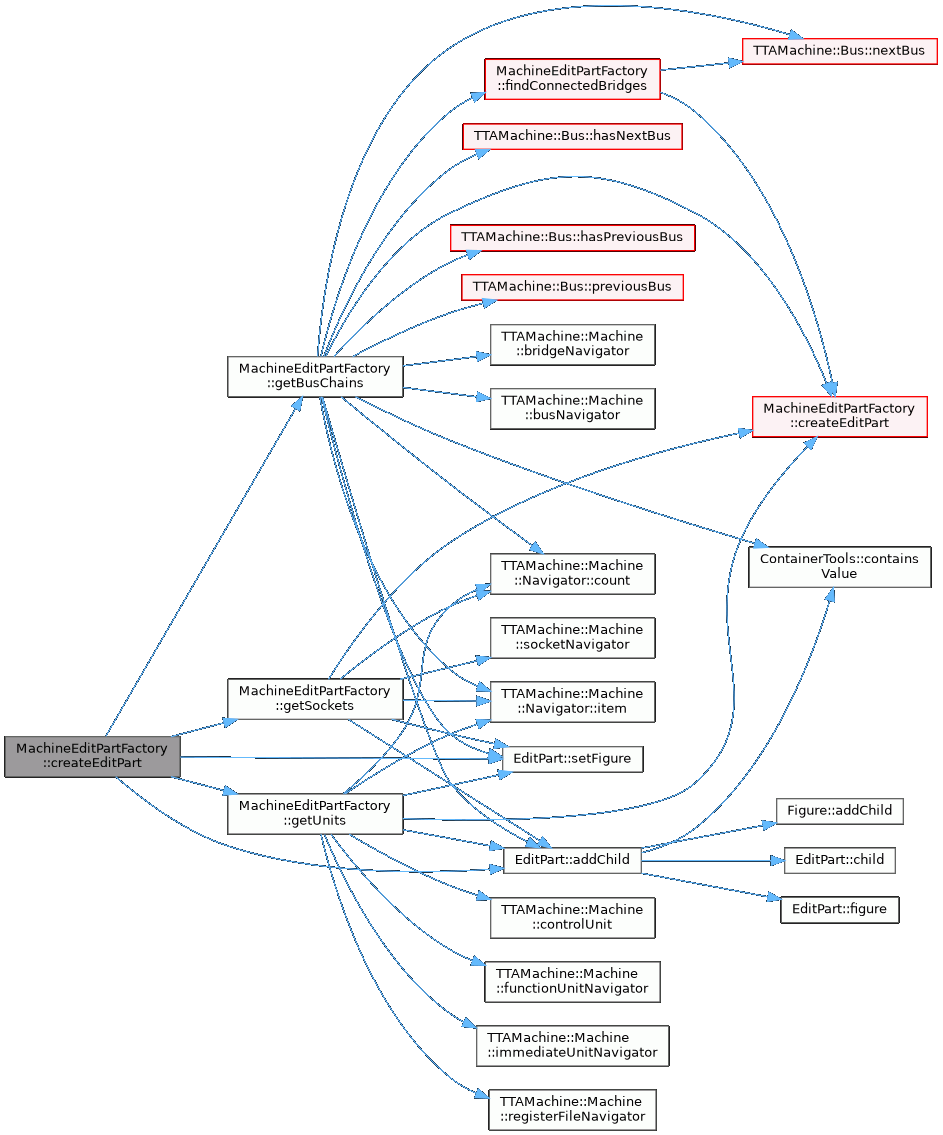 TTAMachine::Bus::nextBus
MachineEditPartFactory
::findConnectedBridges
TTAMachine::Bus::hasNextBus
TTAMachine::Bus::hasPreviousBus
TTAMachine::Bus::previousBus
TTAMachine::Machine
::bridgeNavigator
MachineEditPartFactory
::getBusChains
TTAMachine::Machine
::busNavigator
MachineEditPartFactory
::createEditPart
ContainerTools::contains
Value
TTAMachine::Machine
::Navigator::count
TTAMachine::Machine
::socketNavigator
MachineEditPartFactory
::getSockets
TTAMachine::Machine
::Navigator::item
MachineEditPartFactory
::createEditPart
EditPart::setFigure
MachineEditPartFactory
::getUnits
Figure::addChild
EditPart::addChild
EditPart::child
EditPart::figure
TTAMachine::Machine
::controlUnit
TTAMachine::Machine
::functionUnitNavigator
TTAMachine::Machine
::immediateUnitNavigator
TTAMachine::Machine
::registerFileNavigator